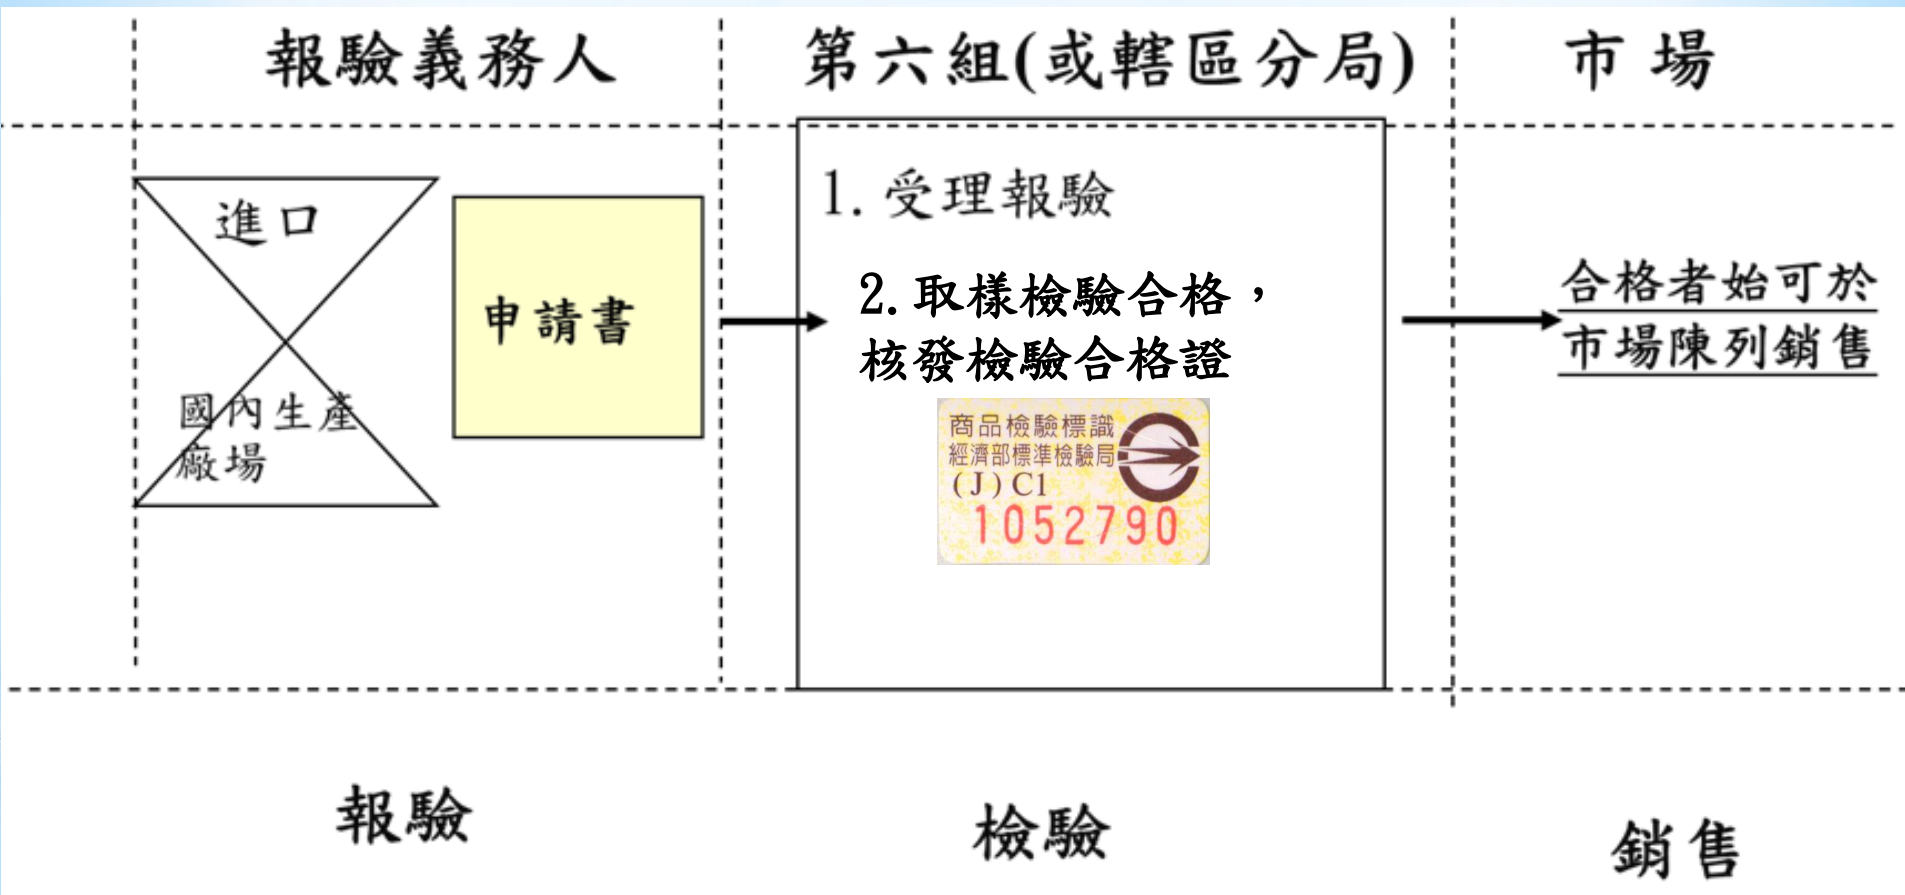 報驗義務人
第六組(或轄區分局)
市場
進口
國內生產
廠場
申請書
1.受理報驗
2.取樣檢驗合格，
核發檢驗合格證
商品檢驗標識
經濟部標準檢驗局
(J)C1
1052790
合格者始可於
市場陳列銷售
報驗
檢驗
銷售